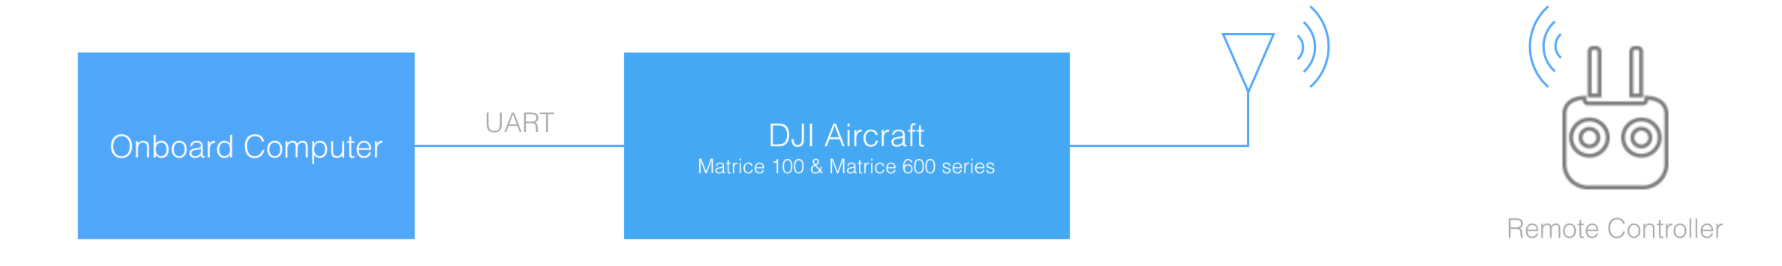 Onboard Computer
UART
DJI Aircraft
Matrice 100 & Matrice 600 series
Remote Controller